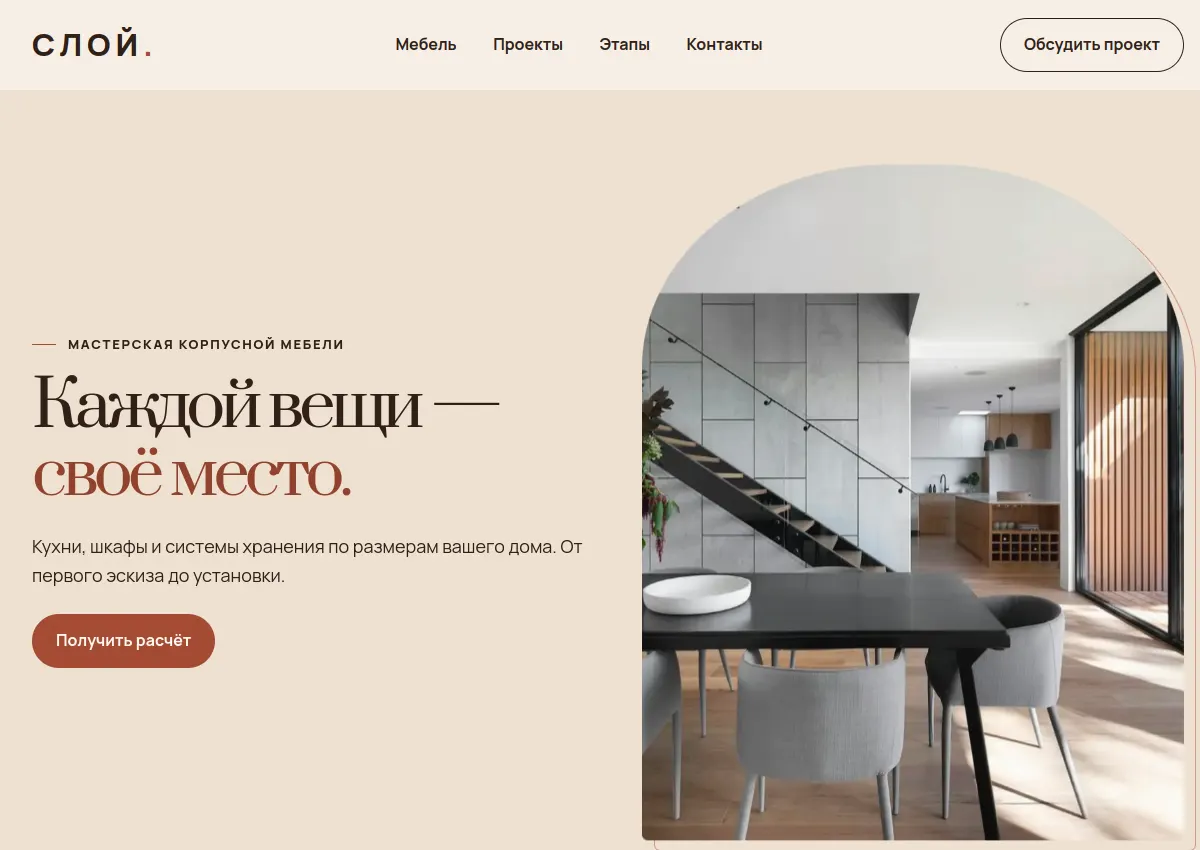 СЛОЙ.
Мебель Проекты Этапы Контакты
Обсудить проект
МАСТЕРСКАЯ КОРПУСНОЙ МЕБЕЛИ
Каждой вещи —
своё место.
Кухни, шкафы и системы хранения по размерам вашего дома. От
первого эскиза до установки.
Получить расчёт